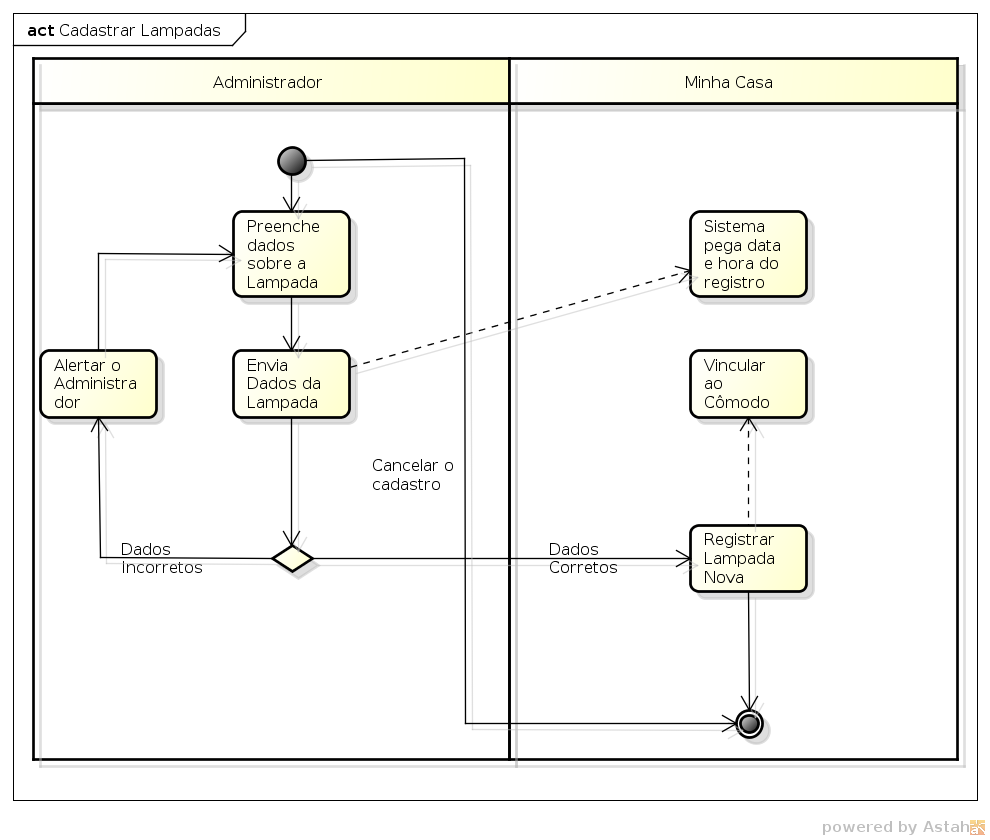 act Cadastrar Lampadas
Administrador
Minha Casa
Preenche
dados
sobre a
Lampada
Sistema
pega data
e hora do
registro
Alertar o
Administra
dor
Envia
Dados da
Lampada
Vincular
ao
Cômodo
Cancelar o
cadastro
Dados
Incorretos
Dados
Corretos
Registrar
Lampada
Nova
powered by Astah